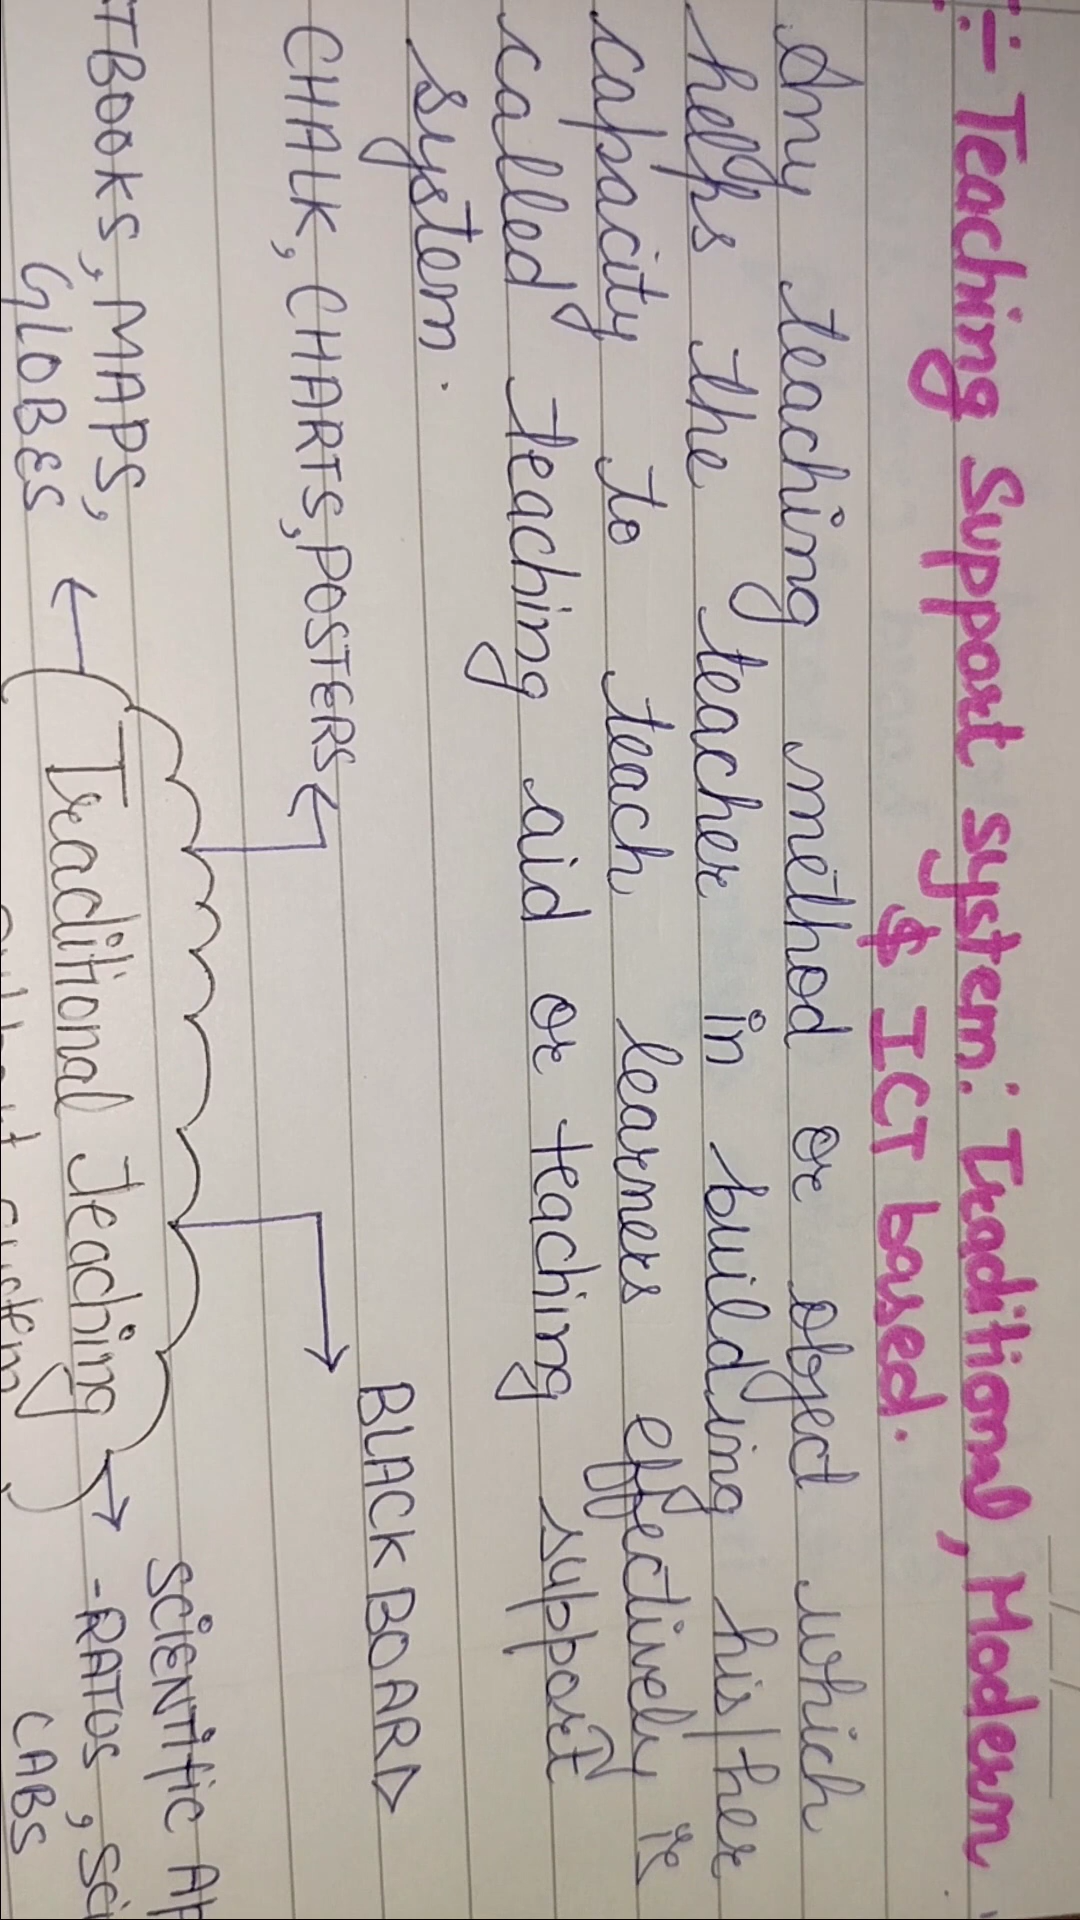 :- Teaching Support system: Traditional, Modern
$ ICT based.
Any teaching method or object which
helps the teacher in building his/her
capacity to teach learners effectively is
called teaching aid or teaching support
system.
BLACKBOARD
CHALK, CHARTS, POSTERS
SCIENTIFIC AP
TBOOKS, MAPS,
GLOBES
Traditional Teaching
-RATUS, SCI
LABS